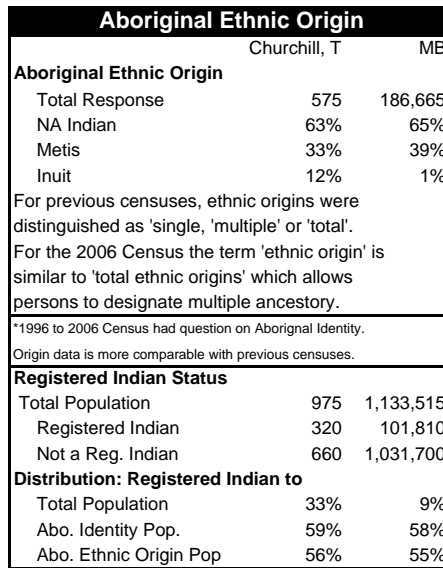 Aboriginal Ethnic Origin
Churchill, T MB
Aboriginal Ethnic Origin
Total Response 575 186,665
NA Indian 63% 65%
Metis 33% 39%
Inuit 12% 1%
For previous censuses, ethnic origins were
distinguished as 'single, 'multiple' or 'total'.
For the 2006 Census the term 'ethnic origin' is
similar to 'total ethnic origins' which allows
persons to designate multiple ancestory.
*1996 to 2006 Census had question on Aborignal Identity.
Origin data is more comparable with previous censuses.
Registered Indian Status
Total Population 975 1,133,515
Registered Indian 320 101,810
Not a Reg. Indian 660 1,031,700
Distribution: Registered Indian to
Total Population 33% 9%
Abo. Identity Pop. 59% 58%
Abo. Ethnic Origin Pop 56% 55%